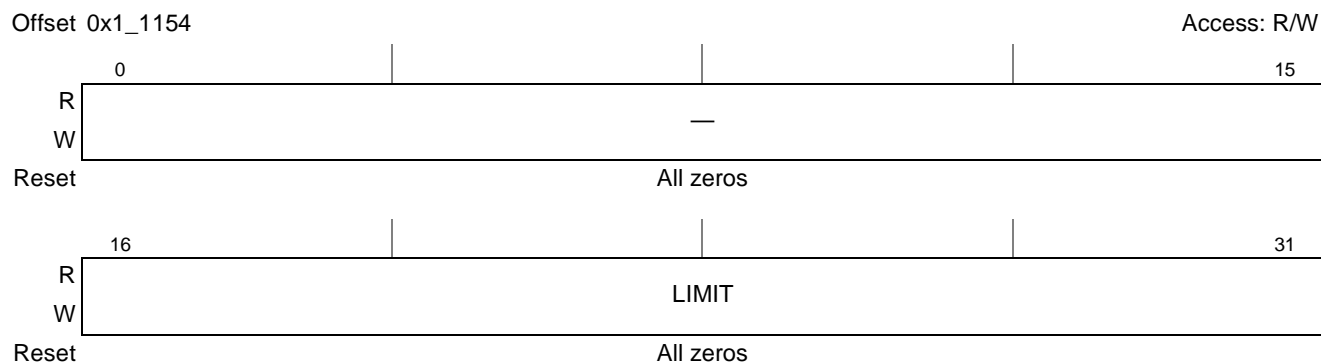 Offset 0x1_1154 Access: R/W
0 15
R
—
W
Reset All zeros
16 31
R
LIMIT
W
Reset All zeros